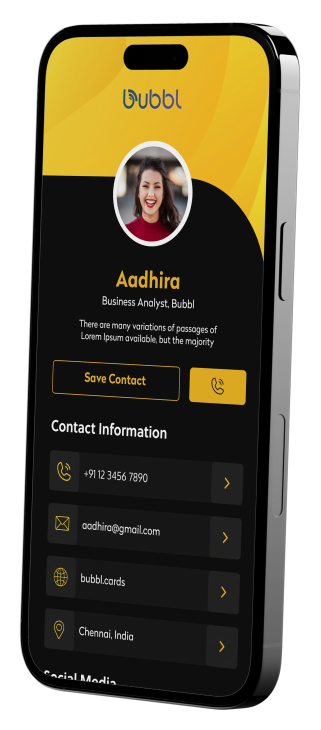 bubbl
Aadhira
Business Analyst, Bubbl
There are many variations of passages of
Lorem Ipsum available, but the majority
Save Contact
Contact Information
+91 12 3456 7890
aadhira@gmail.com
bubbl.cards
Chennai, India
Social Media